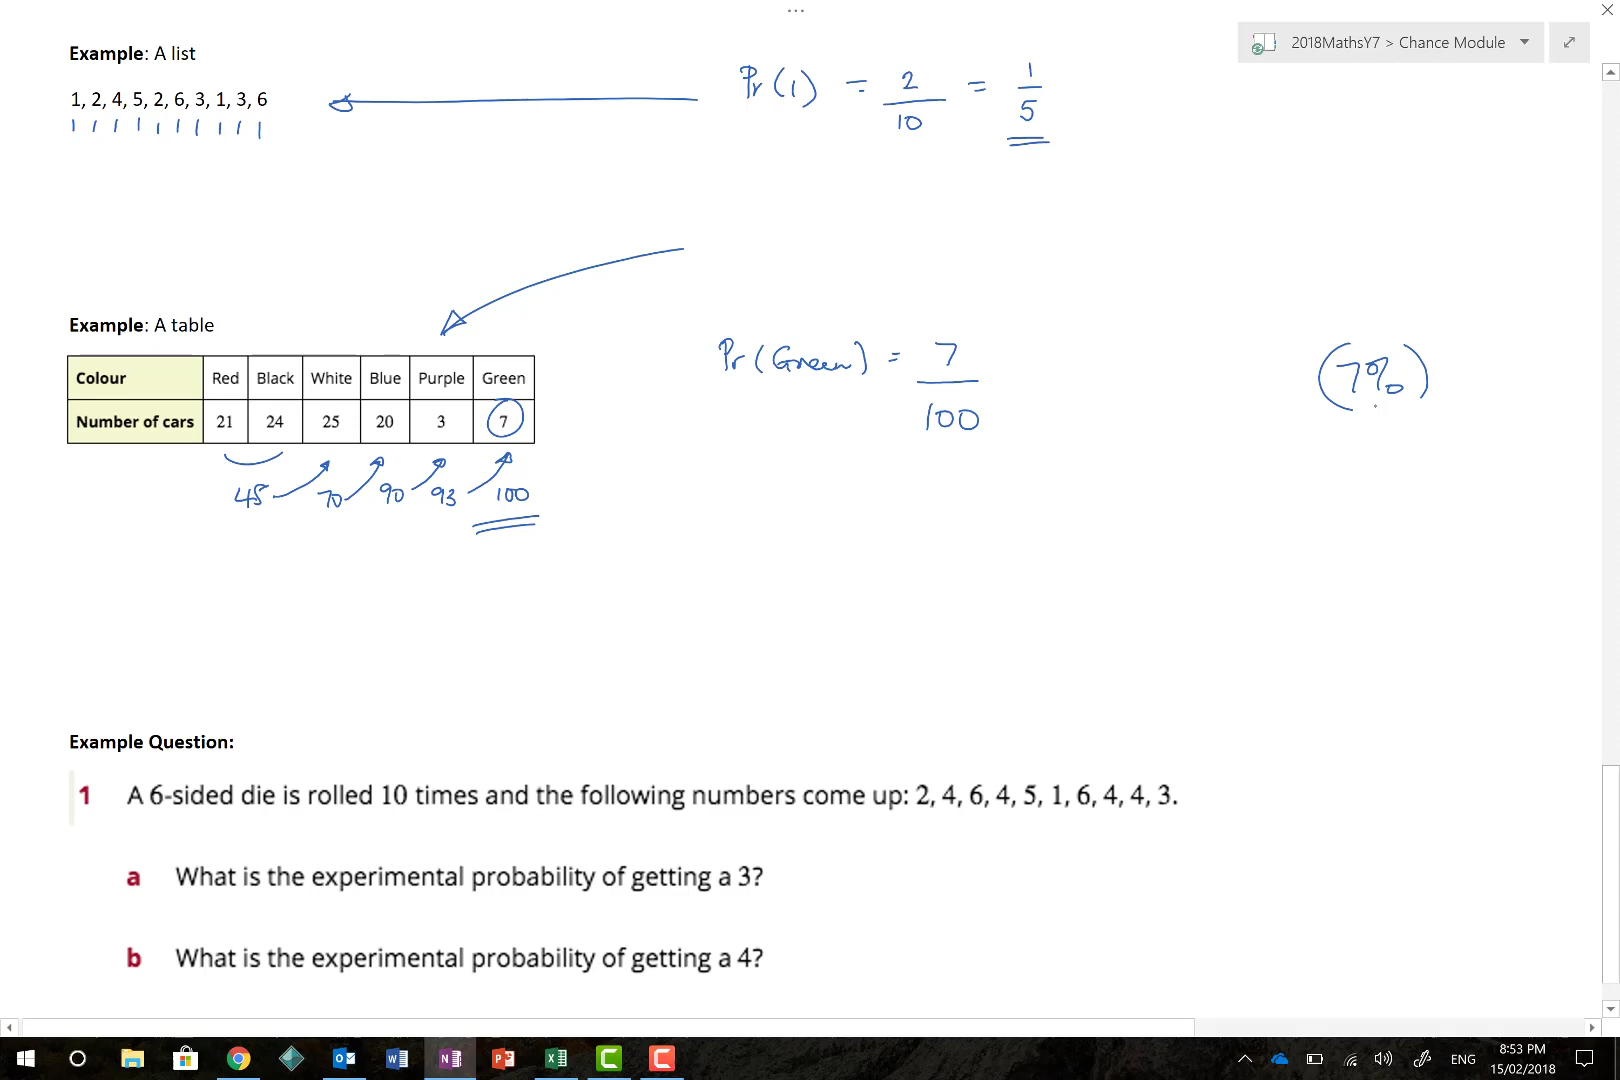 2018MathsY7 > Chance Module
Example: A list
1, 2, 4, 5, 2, 6, 3, 1, 3, 6
Pr(1) = 2/10 = 1/5
Example: A table
Colour Red Black White Blue Purple Green
Number of cars 21 24 25 20 3 7
45 70 90 93 100
Pr(Green) = 7/100
(7%)
Example Question:
1 A 6-sided die is rolled 10 times and the following numbers come up: 2, 4, 6, 4, 5, 1, 6, 4, 4, 3.
a What is the experimental probability of getting a 3?
b What is the experimental probability of getting a 4?
ENG
8:53 PM
15/02/2018